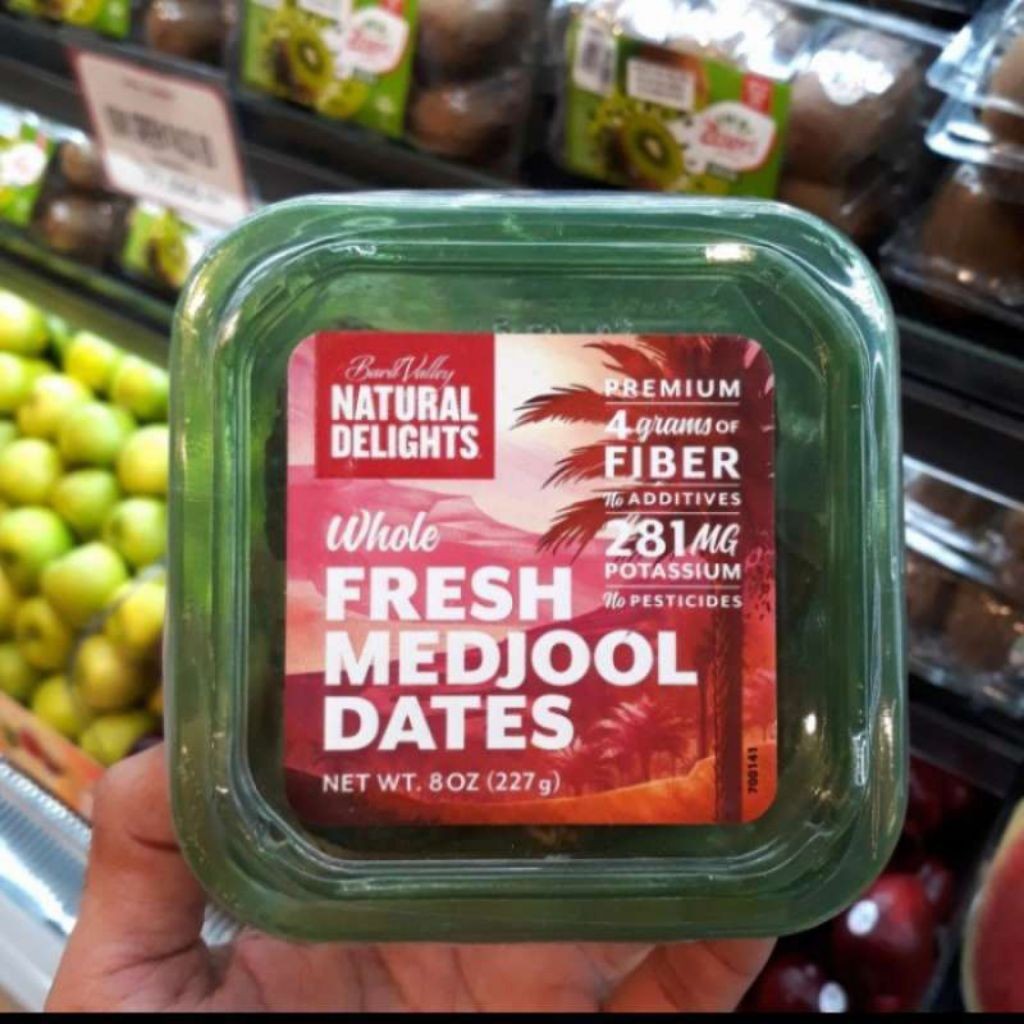 Bard Valley
NATURAL
DELIGHTS
PREMIUM
4 grams OF
FIBER
No ADDITIVES
281MG
POTASSIUM
No PESTICIDES
Whole
FRESH
MEDJOOL
DATES
NET WT. 8 OZ (227 g)
700141